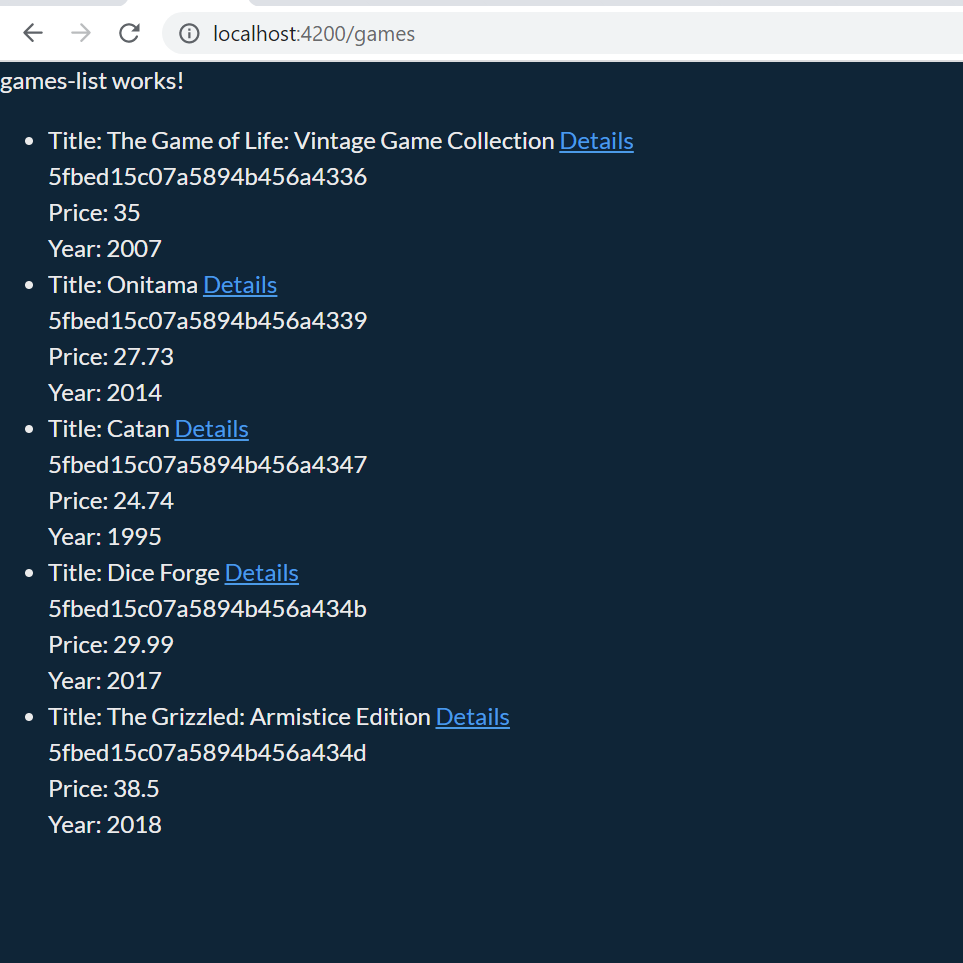 localhost:4200/games
games-list works!
Title: The Game of Life: Vintage Game Collection Details
5fbed15c07a5894b456a4336
Price: 35
Year: 2007
Title: Onitama Details
5fbed15c07a5894b456a4339
Price: 27.73
Year: 2014
Title: Catan Details
5fbed15c07a5894b456a4347
Price: 24.74
Year: 1995
Title: Dice Forge Details
5fbed15c07a5894b456a434b
Price: 29.99
Year: 2017
Title: The Grizzled: Armistice Edition Details
5fbed15c07a5894b456a434d
Price: 38.5
Year: 2018